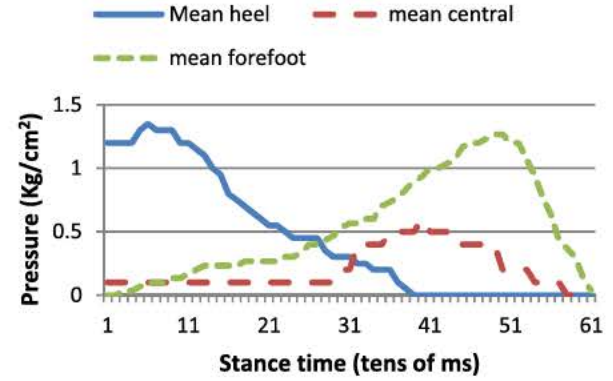 Mean heel mean central
mean forefoot
1.5
1
0.5
0
Pressure (Kg/cm²)
1 11 21 31 41 51 61
Stance time (tens of ms)